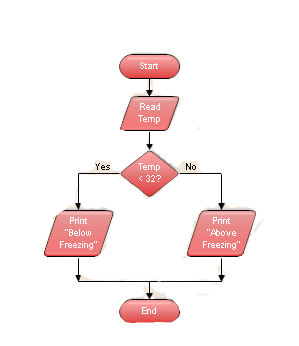 Start
Read
Temp
Yes
Temp
< 32?
No
Print
"Below
Freezing"
Print
"Above
Freezing"
End